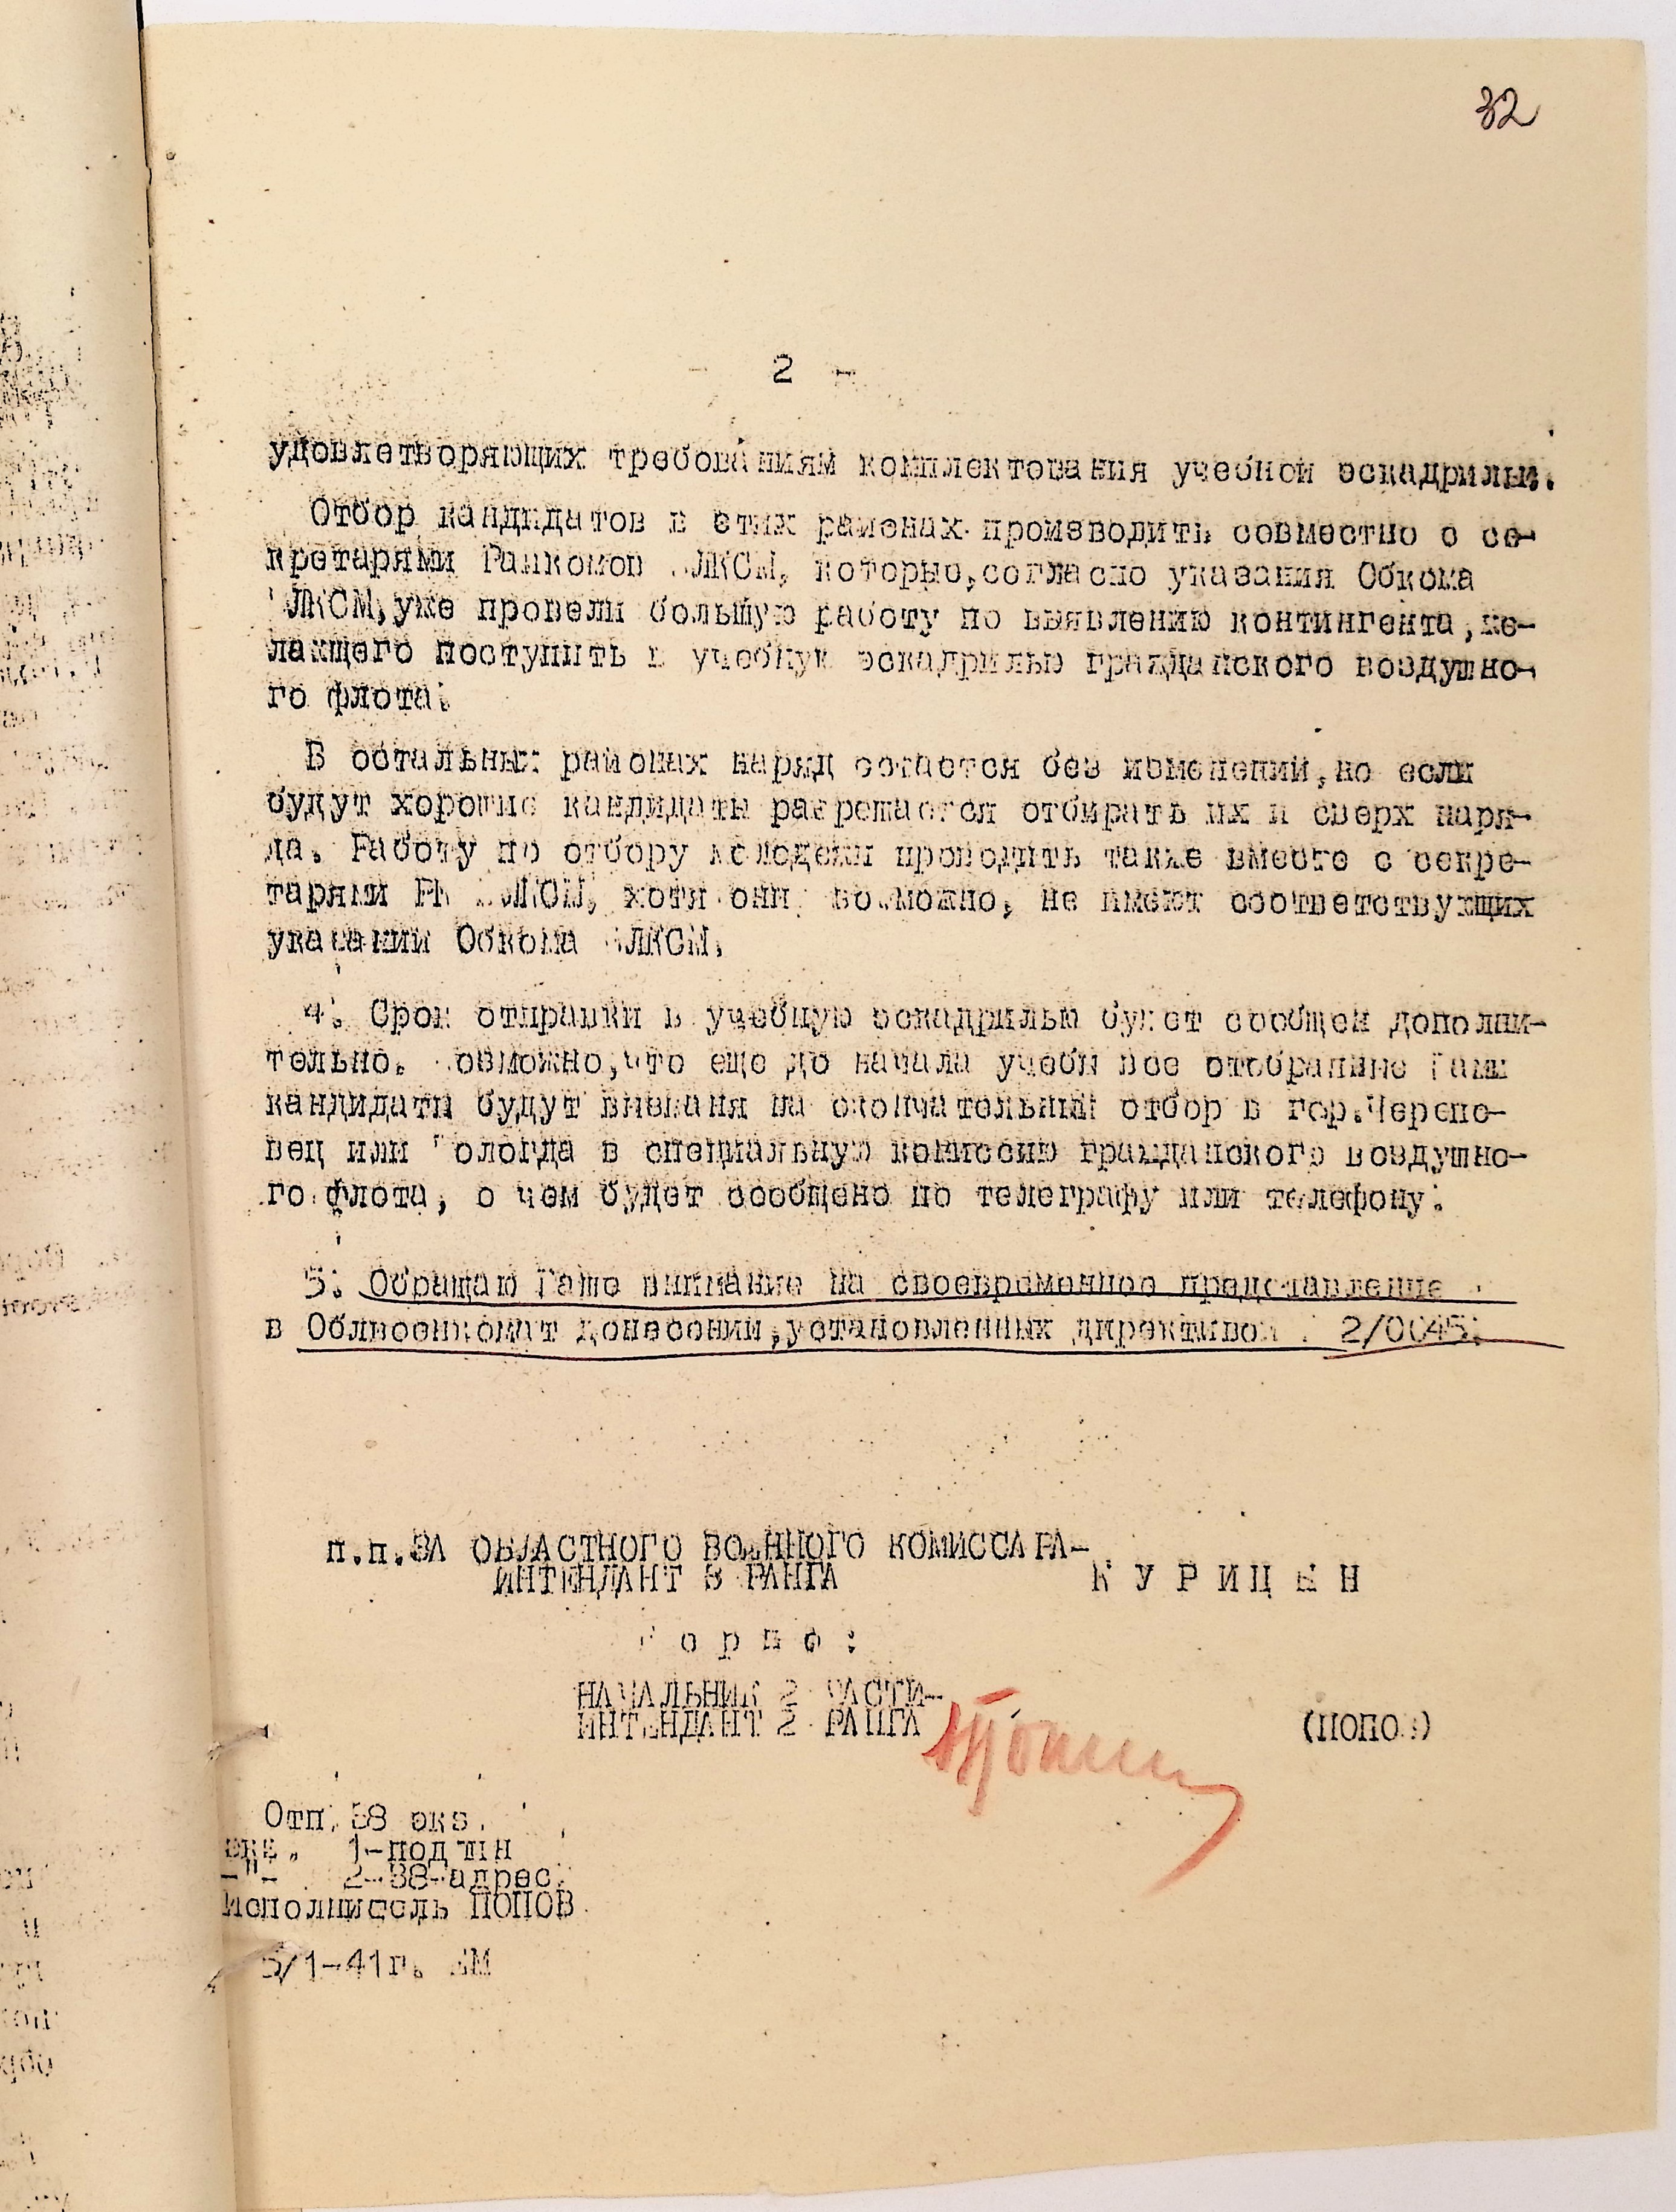 32
- 2 -
удовлетворяющих требованиям комплектования учебной эскадрильи.
Отбор кандидатов в этих районах производить совместно с се-
кретарями Райкомов ВЛКСМ, которые,согласно указания Обкома
ВЛКСМ,уже провели большую работу по выявлению контингента,же-
лающего поступить в учебную эскадрилью гражданского воздушно-
го флота.
В остальных районах наряд остается без изменений,но если
будут хорошие кандидаты разрешается отбирать их и сверх наря-
да. Работу по отбору молодежи проводить также вместе с секре-
тарями РК ВЛКСМ, хотя они возможно, не имеют соответствующих
указаний Обкома ВЛКСМ.
4. Срок отправки в учебную эскадрилью будет сообщен дополни-
тельно. Возможно,что еще до начала учебы все отобранные Вами
кандидаты будут вызваны на окончательный отбор в гор.Черепо-
вец или Вологда в специальную комиссию гражданского воздушно-
го флота, о чем будет сообщено по телеграфу или телефону.
5. Обращаю Ваше внимание на своевременное представление
в Облвоенкомат донесений,установленных директивой 2/0045.
п.п.ЗА ОБЛАСТНОГО ВОЕННОГО КОМИССАРА-
ИНТЕНДАНТ 3 РАНГА К У Р И Ц Е Н
В е р н о :
НАЧАЛЬНИК 2 ЧАСТИ-
ИНТЕНДАНТ 2 РАНГА (ПОПОВ)
Отп. 38 экз.
экз. 1-подшин
-"- 2-38-адрес.
Исполнитель ПОПОВ
5/1-41г. ЕМ